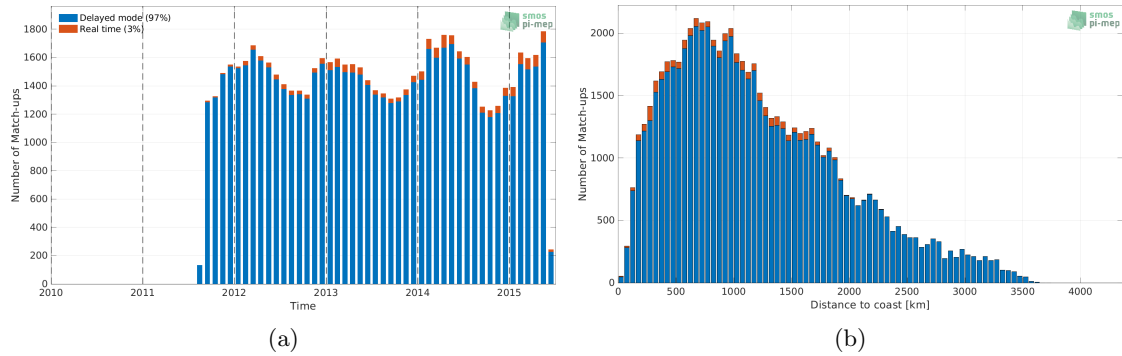 Delayed mode (97%)
Real time (3%)
smos
pi-mep
Number of Match-ups
1800
1600
1400
1200
1000
800
600
400
200
0
2010 2011 2012 2013 2014 2015
Time
(a)
smos
pi-mep
Number of Match-ups
2000
1500
1000
500
0
0 500 1000 1500 2000 2500 3000 3500 4000
Distance to coast [km]
(b)